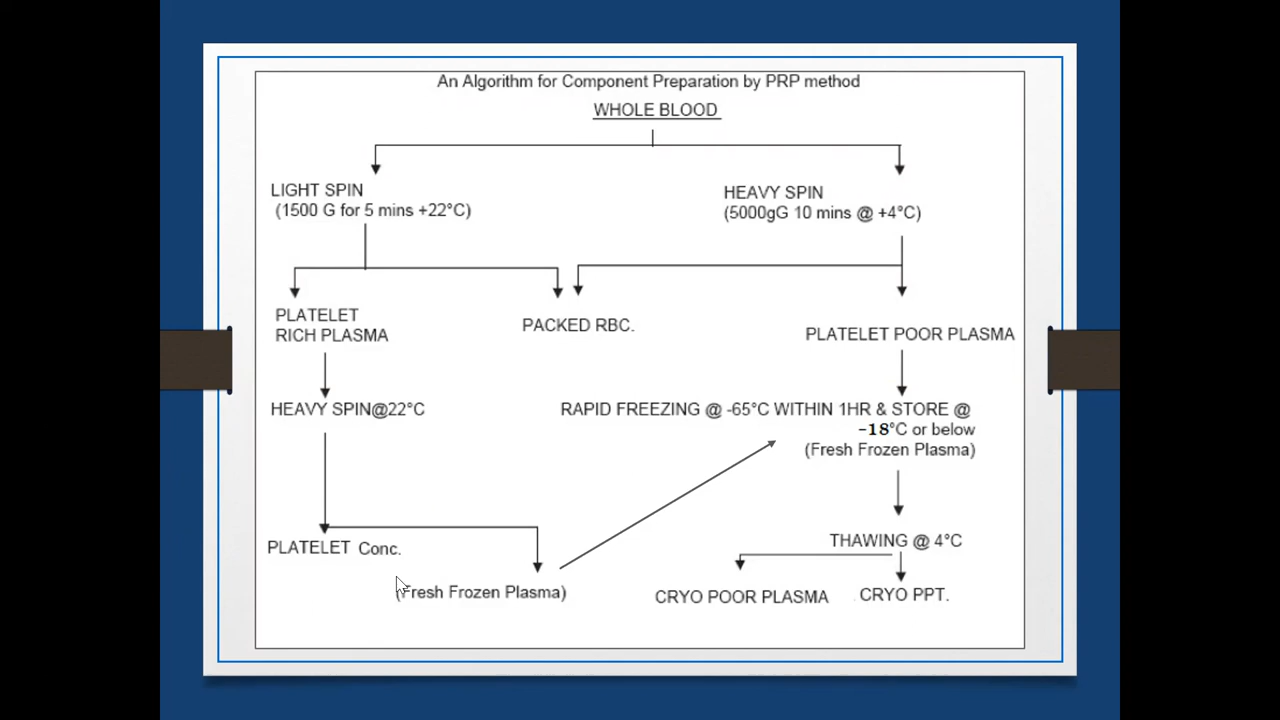 An Algorithm for Component Preparation by PRP method
WHOLE BLOOD
LIGHT SPIN
(1500 G for 5 mins +22°C)
HEAVY SPIN
(5000gG 10 mins @ +4°C)
PLATELET
RICH PLASMA
PACKED RBC.
PLATELET POOR PLASMA
HEAVY SPIN@22°C
RAPID FREEZING @ -65°C WITHIN 1HR & STORE @
-18°C or below
(Fresh Frozen Plasma)
THAWING @ 4°C
PLATELET Conc.
(Fresh Frozen Plasma)
CRYO POOR PLASMA
CRYO PPT.